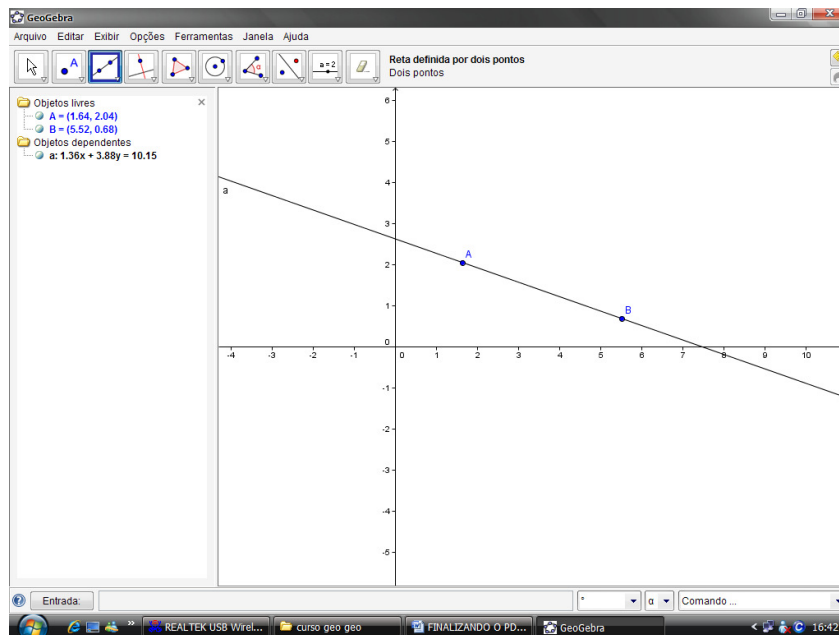 GeoGebra
Arquivo Editar Exibir Opções Ferramentas Janela Ajuda
A
α
a = 2
Reta definida por dois pontos
Dois pontos
Objetos livres
A = (1.64, 2.04)
B = (5.52, 0.68)
Objetos dependentes
a: 1.36x + 3.88y = 10.15
6
5
4
a
3
A
2
B
1
0
-4 -3 -2 -1 0 1 2 3 4 5 6 7 8 9 10
-1
-2
-3
-4
-5
Entrada:
°
α
Comando ...
REALTEK USB Wirel...
curso geo geo
FINALIZANDO O PD...
GeoGebra
16:42